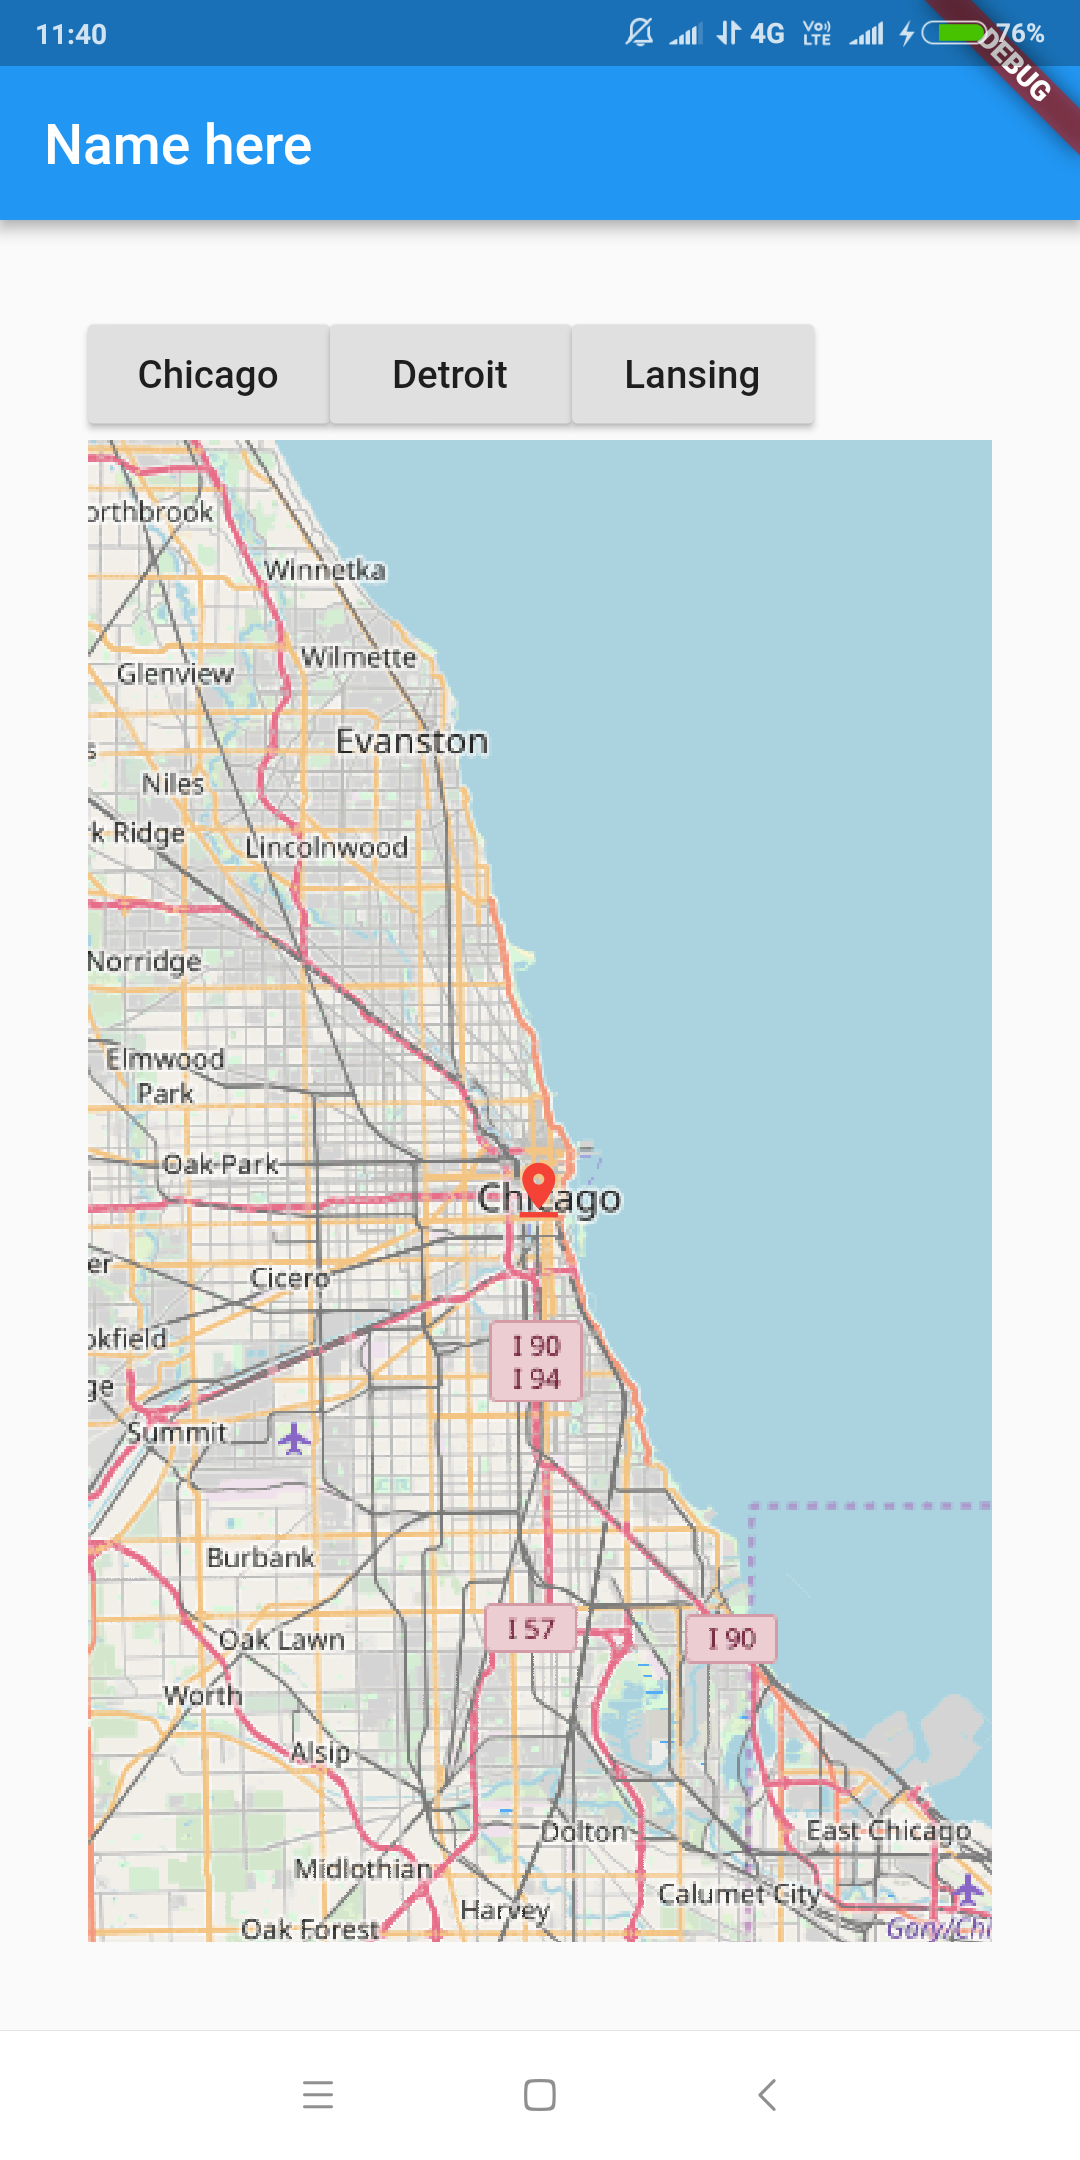 11:40
4G
Vo)) LTE
76%
DEBUG
Name here
Chicago Detroit Lansing
orthbrook
Winnetka
Wilmette
Glenview
Evanston
s
Niles
k Ridge
Lincolnwood
Norridge
Elmwood
Park
Oak Park
Chicago
er
Cicero
okfield
I 90
I 94
ge
Summit
Burbank
I 57
I 90
Oak Lawn
Worth
Alsip
Dolton
East Chicago
Midlothian
Calumet City
Harvey
Oak Forest
Gary/Chi